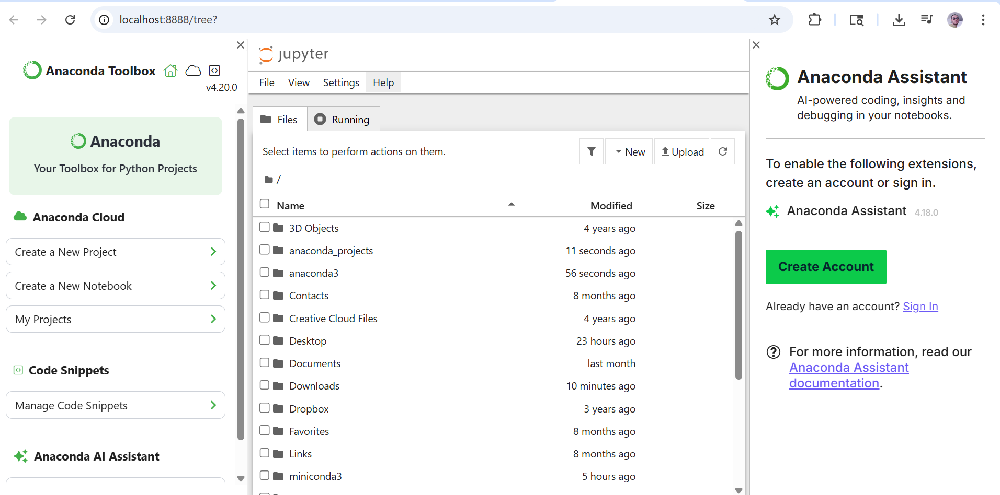 localhost:8888/tree?
Anaconda Toolbox
v4.20.0
Anaconda
Your Toolbox for Python Projects
Anaconda Cloud
Create a New Project
Create a New Notebook
My Projects
Code Snippets
Manage Code Snippets
Anaconda AI Assistant
jupyter
File View Settings Help
Files Running
Select items to perform actions on them.
New Upload
/
Name Modified Size
3D Objects 4 years ago
anaconda_projects 11 seconds ago
anaconda3 56 seconds ago
Contacts 8 months ago
Creative Cloud Files 4 years ago
Desktop 23 hours ago
Documents last month
Downloads 10 minutes ago
Dropbox 3 years ago
Favorites 8 months ago
Links 8 months ago
miniconda3 5 hours ago
Anaconda Assistant
AI-powered coding, insights and
debugging in your notebooks.
To enable the following extensions,
create an account or sign in.
Anaconda Assistant 4.18.0
Create Account
Already have an account? Sign In
For more information, read our
Anaconda Assistant
documentation.